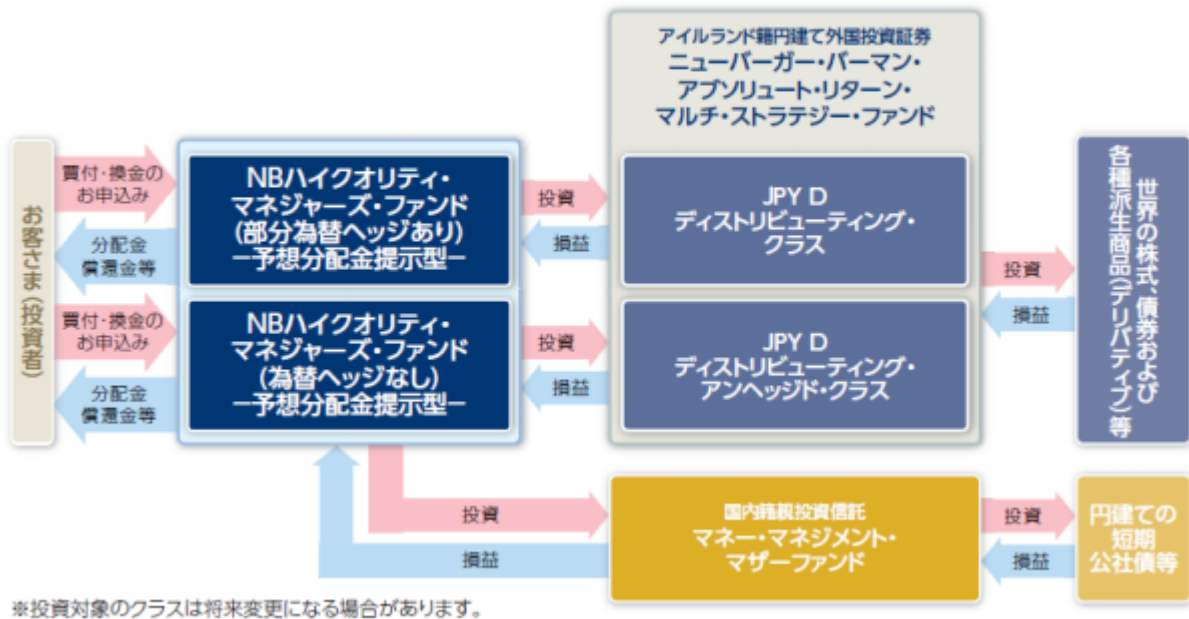 お客さま(投資者)
買付・換金の
お申込み
分配金
償還金等
買付・換金の
お申込み
分配金
償還金等
NBハイクオリティ・
マネジャーズ・ファンド
(部分為替ヘッジあり)
－予想分配金提示型－
NBハイクオリティ・
マネジャーズ・ファンド
(為替ヘッジなし)
－予想分配金提示型－
投資
損益
投資
損益
アイルランド籍円建て外国投資証券
ニューバーガー・バーマン・
アブソリュート・リターン・
マルチ・ストラテジー・ファンド
JPY D
ディストリビューティング・
クラス
JPY D
ディストリビューティング・
アンヘッジド・クラス
投資
損益
世界の株式、債券および
各種派生商品(デリバティブ)等
投資
損益
国内籍親投資信託
マネー・マネジメント・
マザーファンド
投資
損益
円建ての
短期
公社債等
※投資対象のクラスは将来変更になる場合があります。